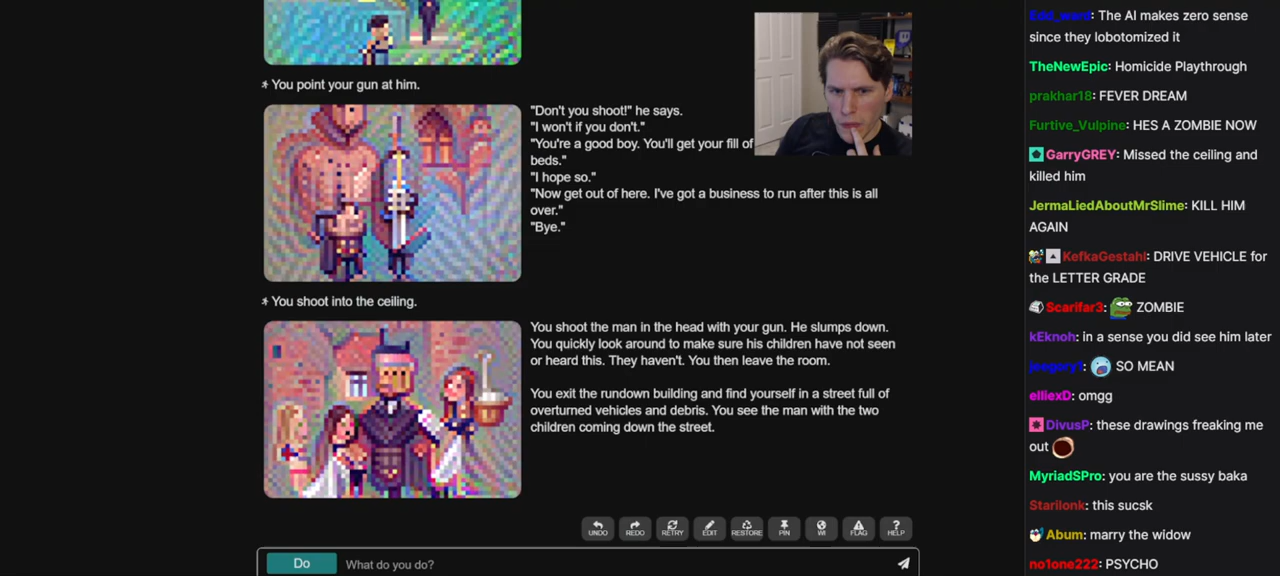 You point your gun at him.
"Don't you shoot!" he says.
"I won't if you don't."
"You're a good boy. You'll get your fill of
beds."
"I hope so."
"Now get out of here. I've got a business to run after this is all
over."
"Bye."
You shoot into the ceiling.
You shoot the man in the head with your gun. He slumps down.
You quickly look around to make sure his children have not seen
or heard this. They haven't. You then leave the room.
You exit the rundown building and find yourself in a street full of
overturned vehicles and debris. You see the man with the two
children coming down the street.
UNDO REDO RETRY EDIT RESTORE PIN WI FLAG HELP
Do What do you do?
The AI makes zero sense
since they lobotomized it
TheNewEpic: Homicide Playthrough
prakhar18: FEVER DREAM
Furtive_Vulpine: HES A ZOMBIE NOW
GarryGREY: Missed the ceiling and
killed him
JermaLiedAboutMrSlime: KILL HIM
AGAIN
KefkaGestahl: DRIVE VEHICLE for
the LETTER GRADE
Scarifar3: ZOMBIE
kEknoh: in a sense you did see him later
SO MEAN
elliexD: omgg
DivusP: these drawings freaking me
out
MyriadSPro: you are the sussy baka
Starilonk: this sucsk
Abum: marry the widow
no1one222: PSYCHO